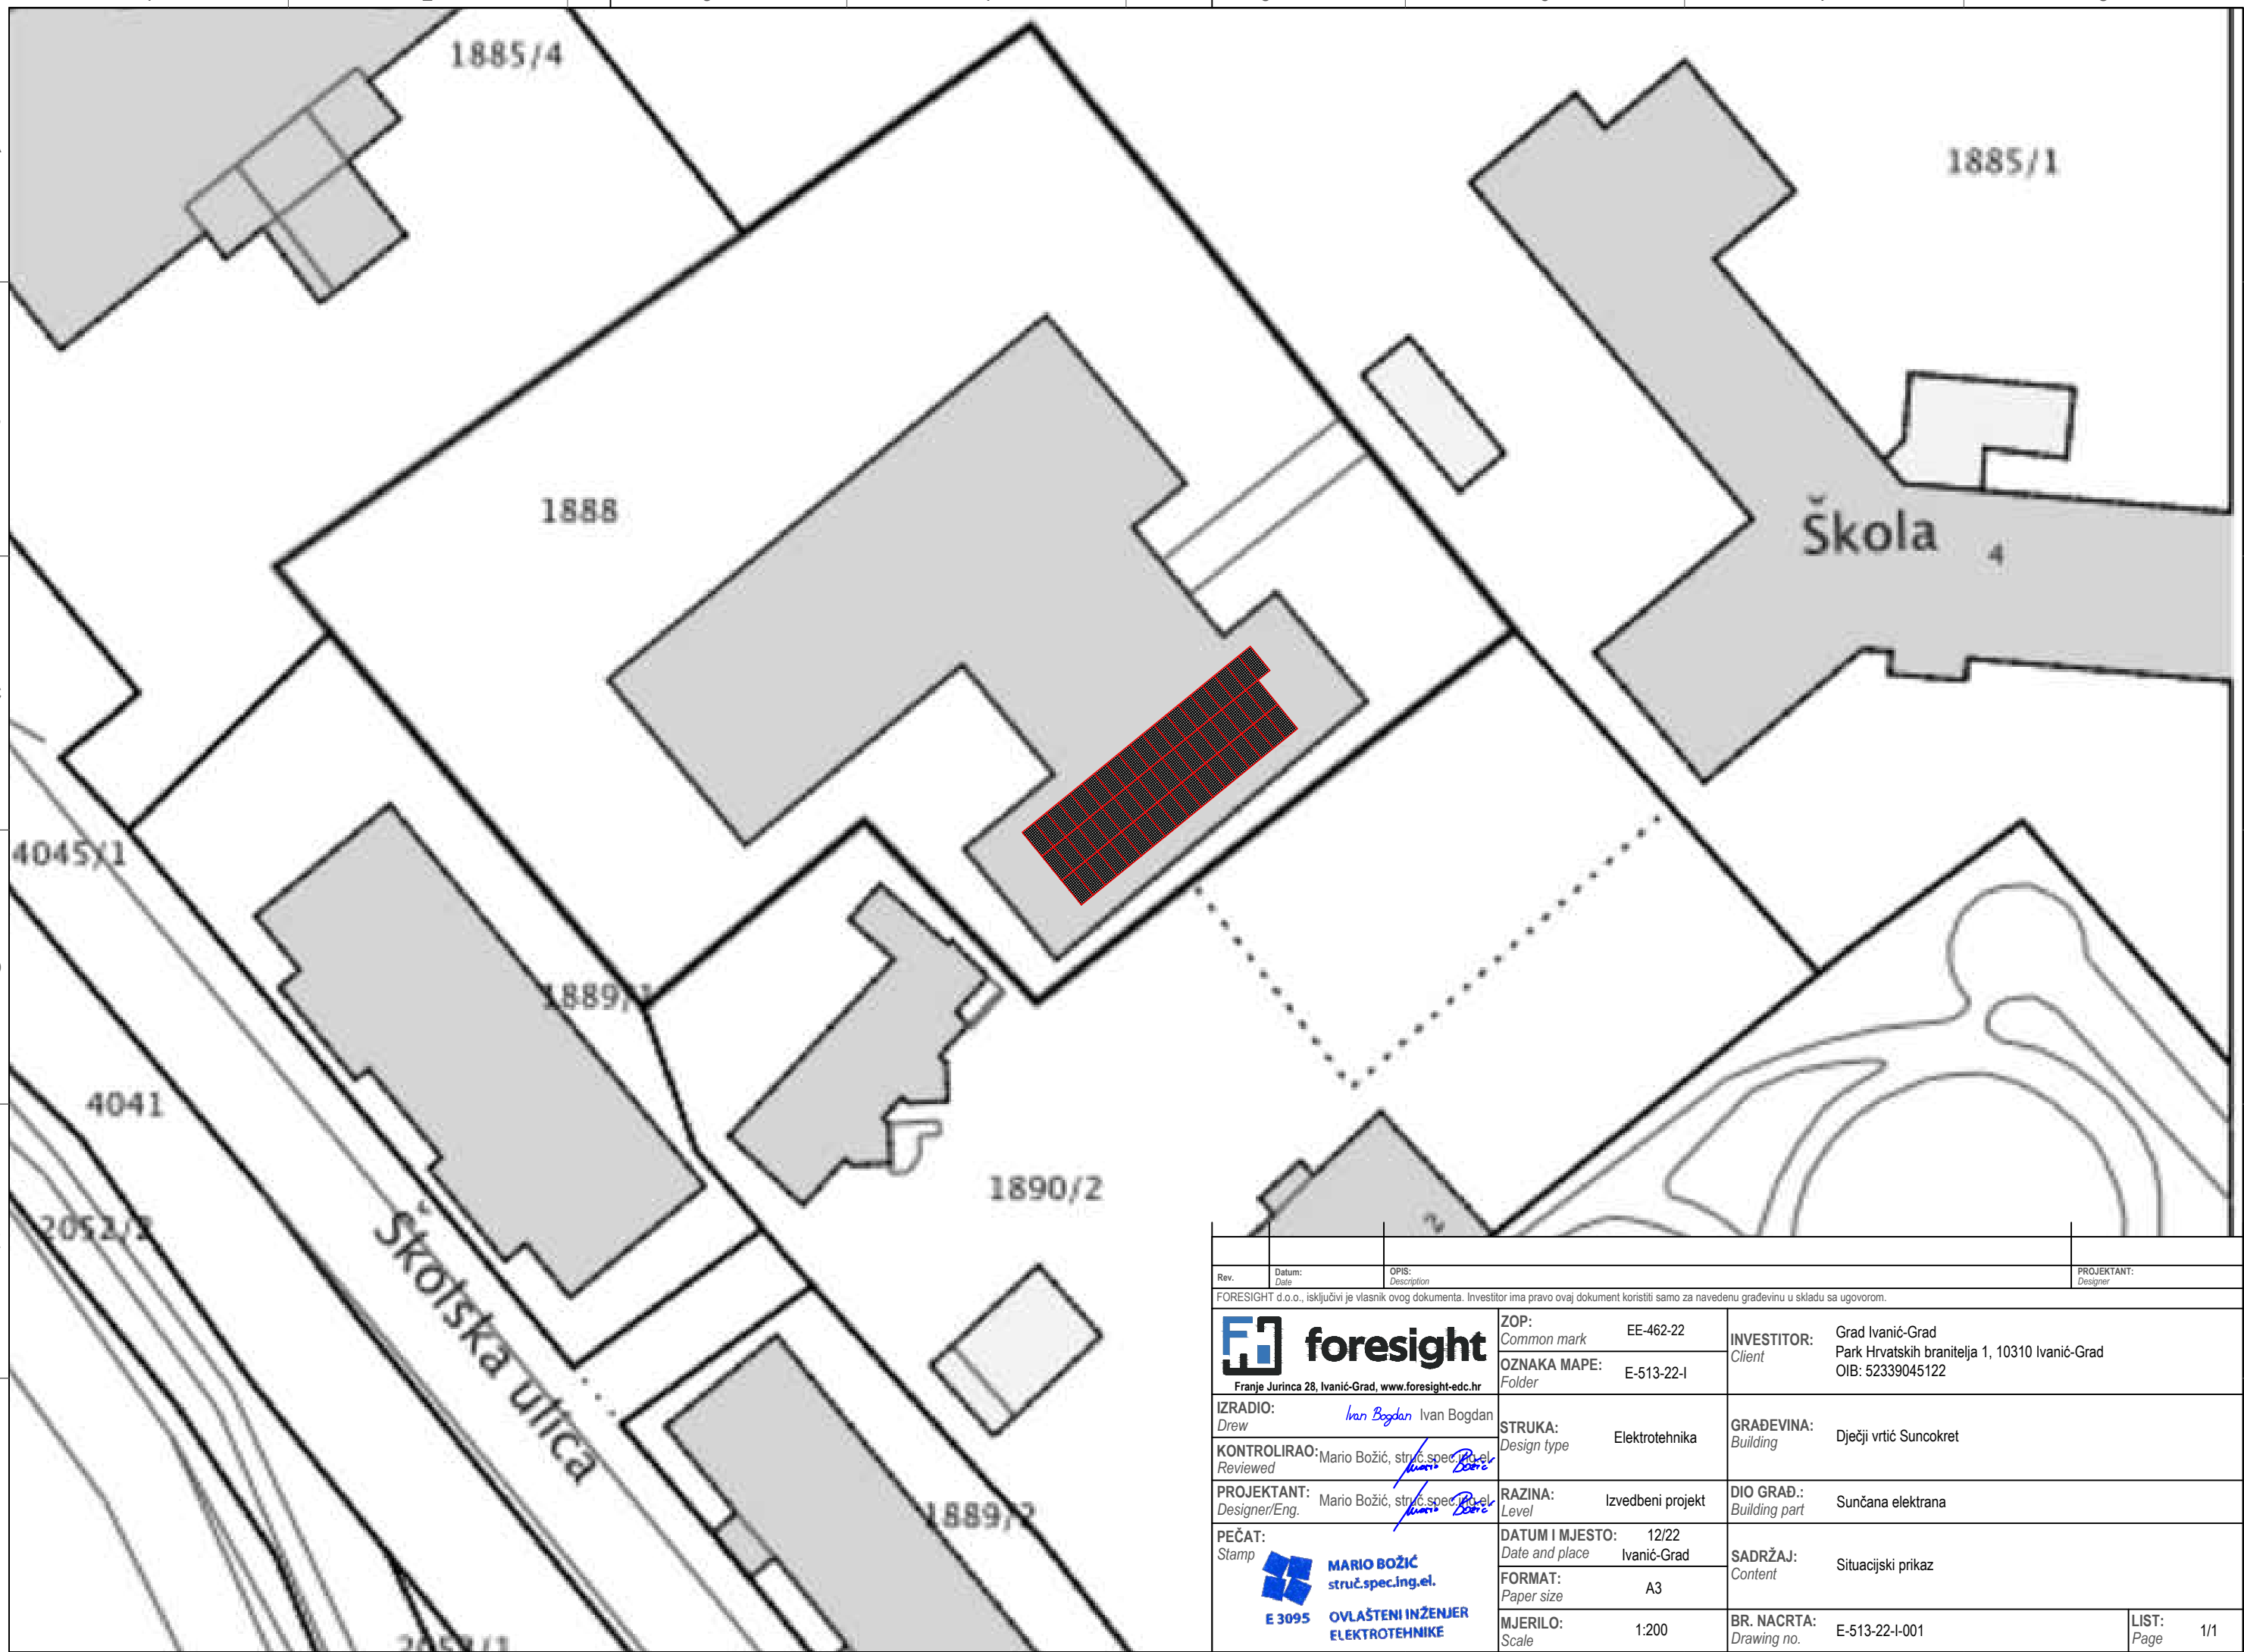 1885/4
1885/1
1888
Škola
4
4045/1
1889/1
4041
1890/2
2052/2
Školska ulica
2
1889/2
Rev.
Datum:
Date
OPIS:
Description
PROJEKTANT:
Designer
FORESIGHT d.o.o., isključivi je vlasnik ovog dokumenta. Investitor ima pravo ovaj dokument koristiti samo za navedenu građevinu u skladu sa ugovorom.
foresight
Franje Jurinca 28, Ivanić-Grad, www.foresight-edc.hr
ZOP:
Common mark
EE-462-22
OZNAKA MAPE:
Folder
E-513-22-I
INVESTITOR:
Client
Grad Ivanić-Grad
Park Hrvatskih branitelja 1, 10310 Ivanić-Grad
OIB: 52339045122
IZRADIO:
Drew
Ivan Bogdan Ivan Bogdan
KONTROLIRAO:
Reviewed
Mario Božić, struč.spec.ing.el.
Mario Božić
STRUKA:
Design type
Elektrotehnika
GRAĐEVINA:
Building
Dječji vrtić Suncokret
PROJEKTANT:
Designer/Eng.
Mario Božić, struč.spec.ing.el.
Mario Božić
RAZINA:
Level
Izvedbeni projekt
DIO GRAĐ.:
Building part
Sunčana elektrana
PEČAT:
Stamp
MARIO BOŽIĆ
struč.spec.ing.el.
E 3095
OVLAŠTENI INŽENJER
ELEKTROTEHNIKE
DATUM I MJESTO:
Date and place
12/22
Ivanić-Grad
FORMAT:
Paper size
A3
SADRŽAJ:
Content
Situacijski prikaz
MJERILO:
Scale
1:200
BR. NACRTA:
Drawing no.
E-513-22-I-001
LIST:
Page
1/1